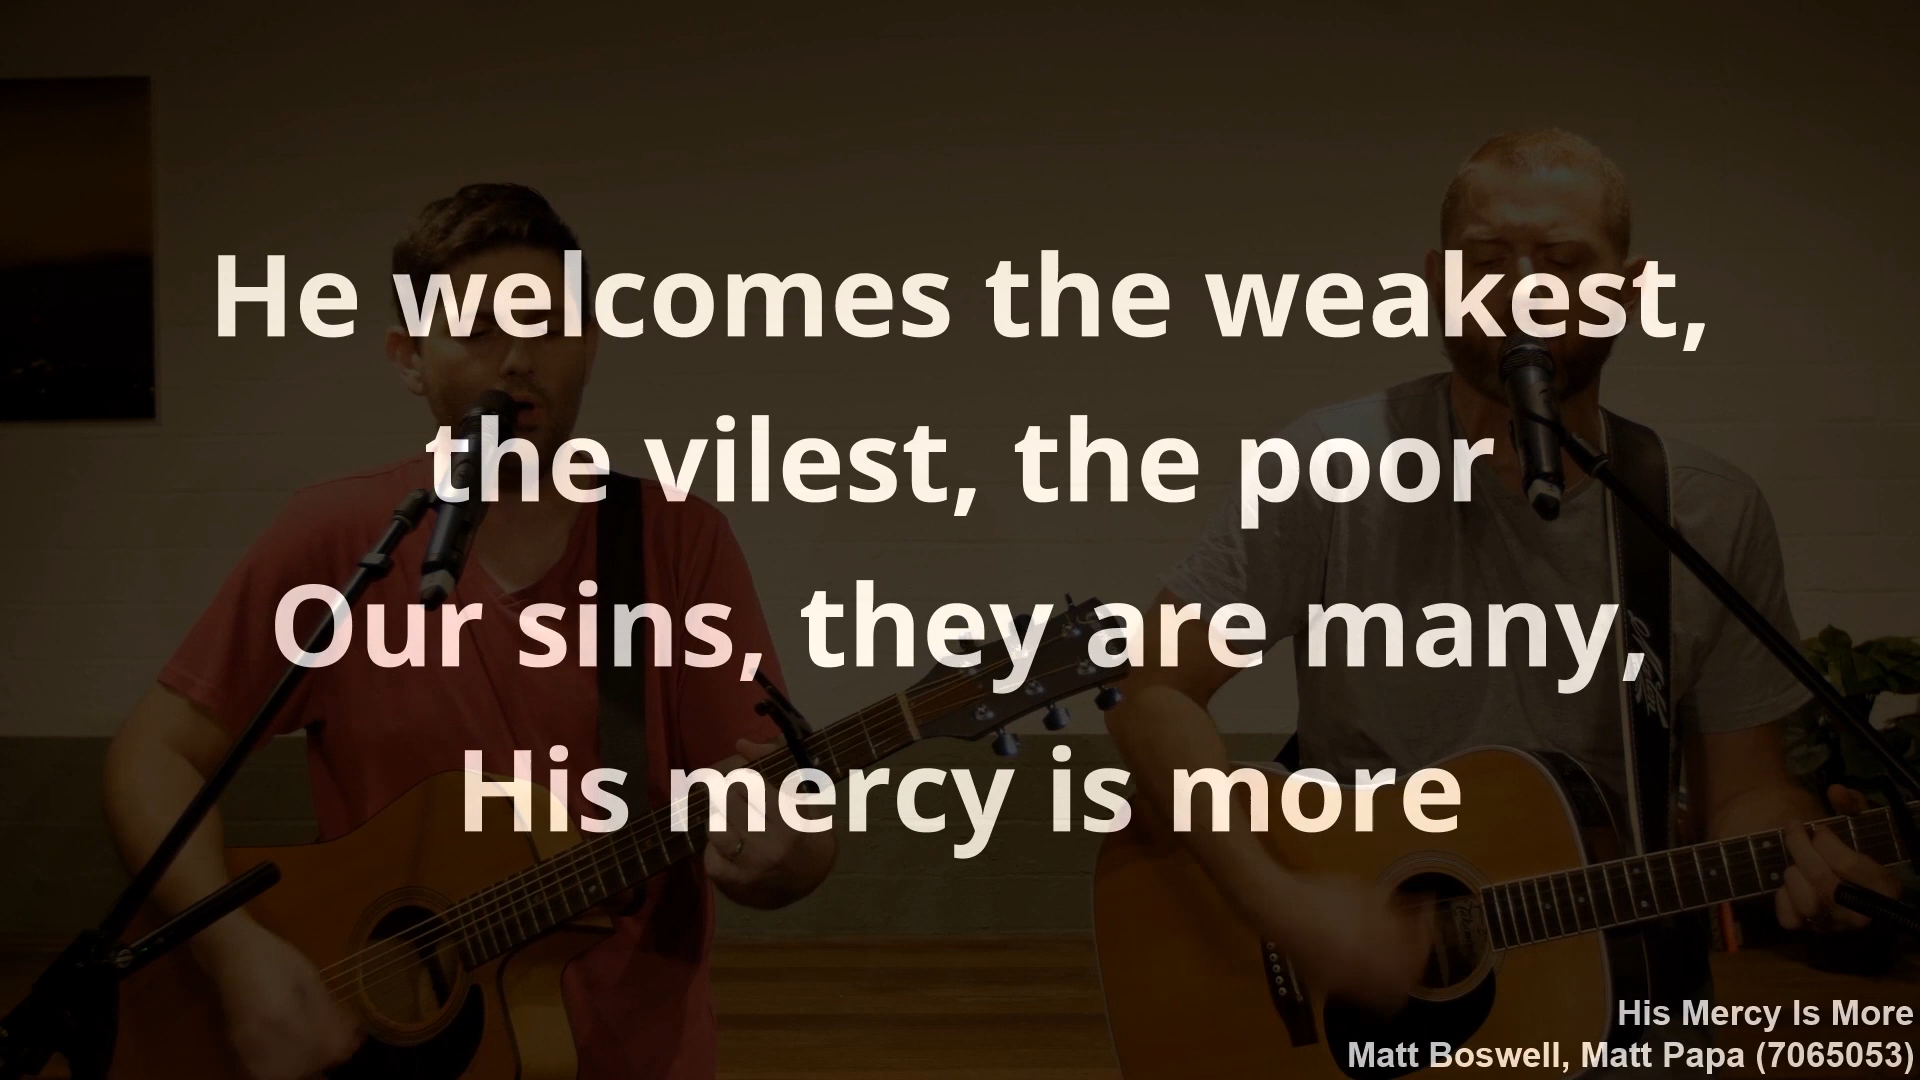 He welcomes the weakest,
the vilest, the poor
Our sins, they are many,
His mercy is more
His Mercy Is More
Matt Boswell, Matt Papa (7065053)